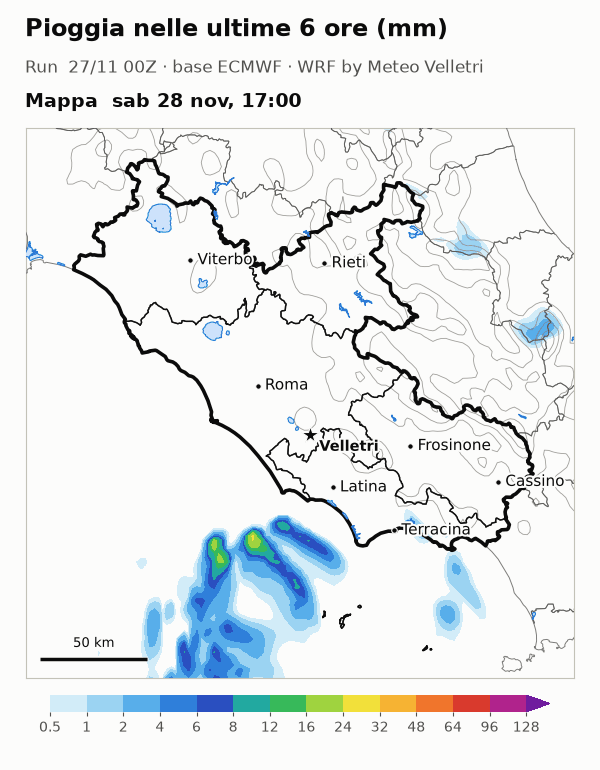 Pioggia nelle ultime 6 ore (mm)
Run 27/11 00Z · base ECMWF · WRF by Meteo Velletri
Mappa sab 28 nov, 17:00
Viterbo
Rieti
Roma
Velletri
Frosinone
Cassino
Latina
Terracina
50 km
0.5 1 2 4 6 8 12 16 24 32 48 64 96 128